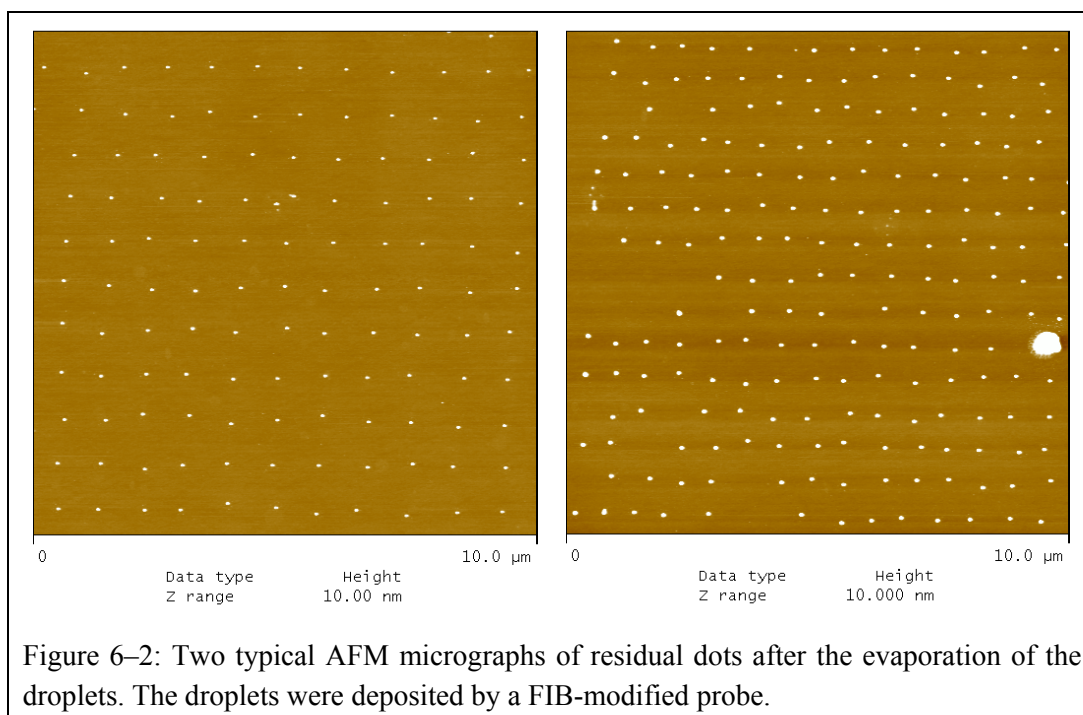 0 10.0 µm
Data type Height
Z range 10.00 nm
0 10.0 µm
Data type Height
Z range 10.000 nm
Figure 6–2: Two typical AFM micrographs of residual dots after the evaporation of the
droplets. The droplets were deposited by a FIB-modified probe.